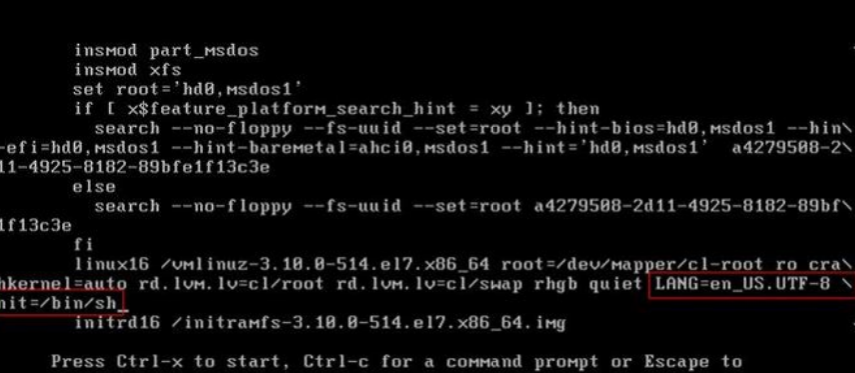 insmod part_msdos
insmod xfs
set root='hd0,msdos1'
if [ x$feature_platform_search_hint = xy ]; then
search --no-floppy --fs-uuid --set=root --hint-bios=hd0,msdos1 --hin\
-efi=hd0,msdos1 --hint-baremetal=ahci0,msdos1 --hint='hd0,msdos1'  a4279508-2\
11-4925-8182-89bfe1f13c3e
else
search --no-floppy --fs-uuid --set=root a4279508-2d11-4925-8182-89bf\
1f13c3e
fi
linux16 /vmlinuz-3.10.0-514.el7.x86_64 root=/dev/mapper/cl-root ro cra\
hkernel=auto rd.lvm.lv=cl/root rd.lvm.lv=cl/swap rhgb quiet LANG=en_US.UTF-8 \
nit=/bin/sh_
initrd16 /initramfs-3.10.0-514.el7.x86_64.img
Press Ctrl-x to start, Ctrl-c for a command prompt or Escape to